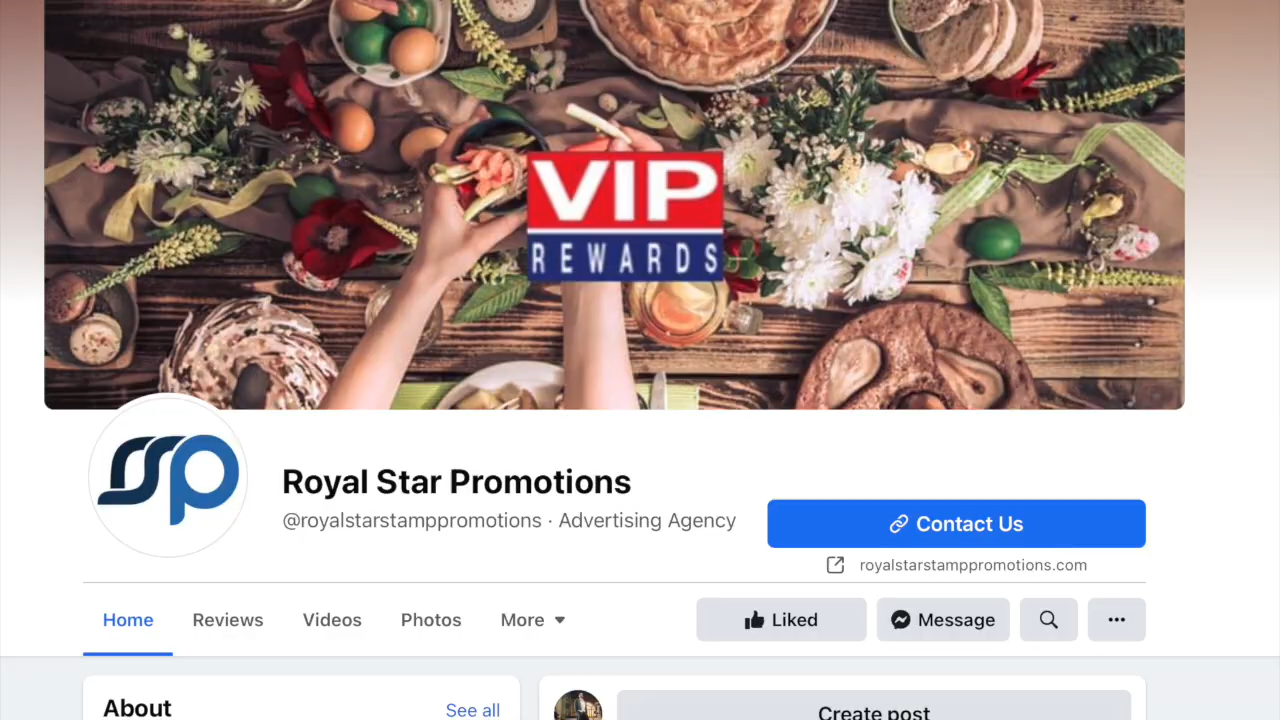 VIP
REWARDS
ssp
Royal Star Promotions
@royalstarstamppromotions · Advertising Agency
Contact Us
royalstarstamppromotions.com
Home Reviews Videos Photos More
Liked Message
About See all
Create post